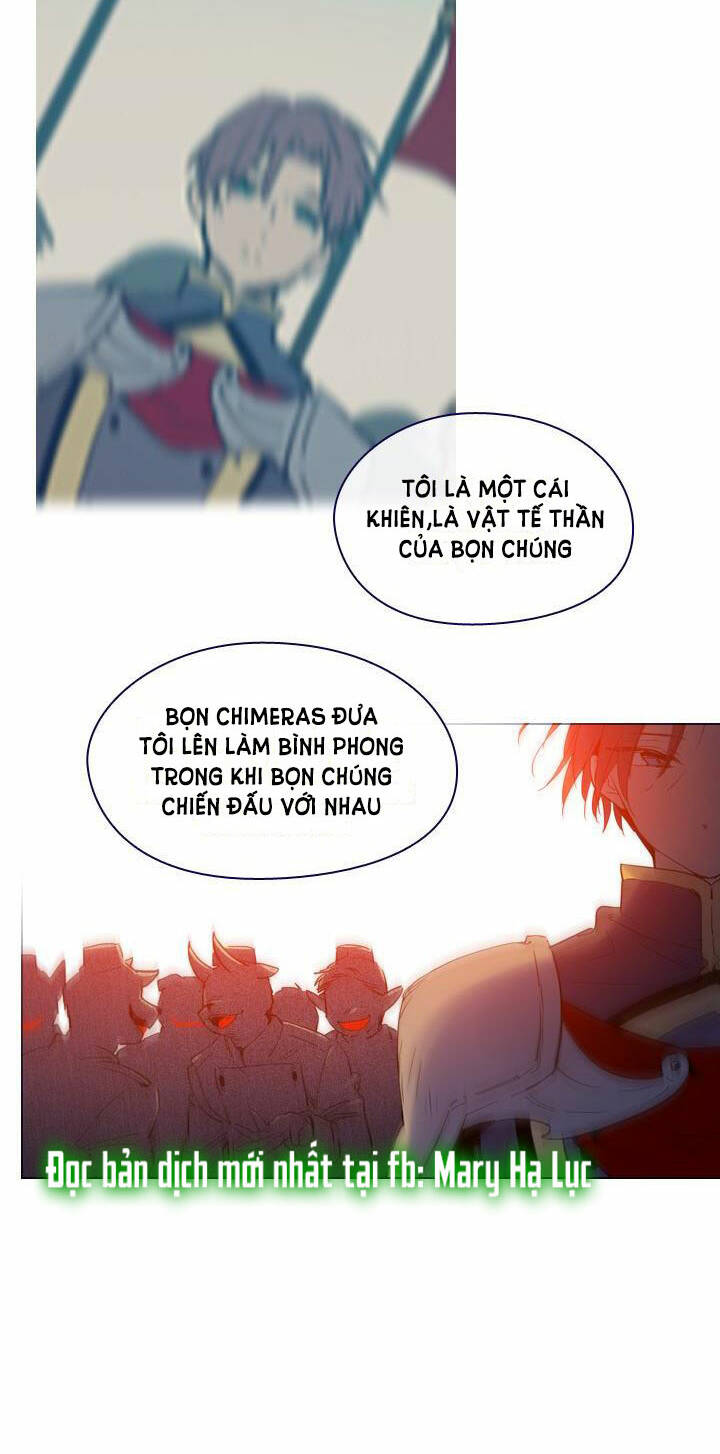 TÔI LÀ MỘT CÁI
KHIÊN,LÀ VẬT TẾ THẦN
CỦA BỌN CHÚNG
BỌN CHIMERAS ĐƯA
TÔI LÊN LÀM BÌNH PHONG
TRONG KHI BỌN CHÚNG
CHIẾN ĐẤU VỚI NHAU
Đọc bản dịch mới nhất tại fb: Mary Hạ Lục